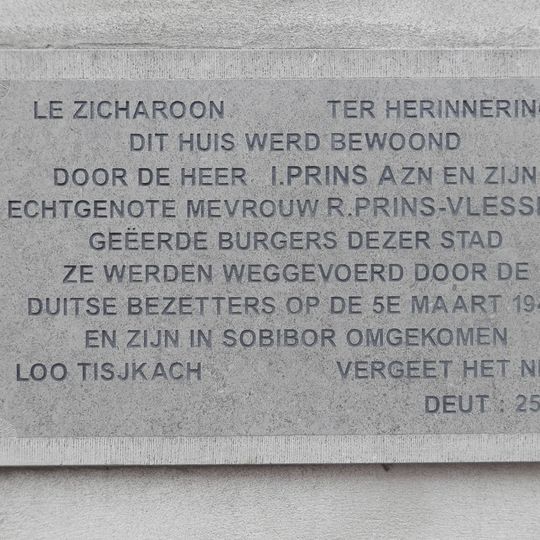 LE ZICHAROON TER HERINNERING
DIT HUIS WERD BEWOOND
DOOR DE HEER I.PRINS AZN EN ZIJN
ECHTGENOTE MEVROUW R.PRINS-VLESS
GEËERDE BURGERS DEZER STAD
ZE WERDEN WEGGEVOERD DOOR DE
DUITSE BEZETTERS OP DE 5E MAART 194
EN ZIJN IN SOBIBOR OMGEKOMEN
LOO TISJKACH VERGEET HET
DEUT : 25